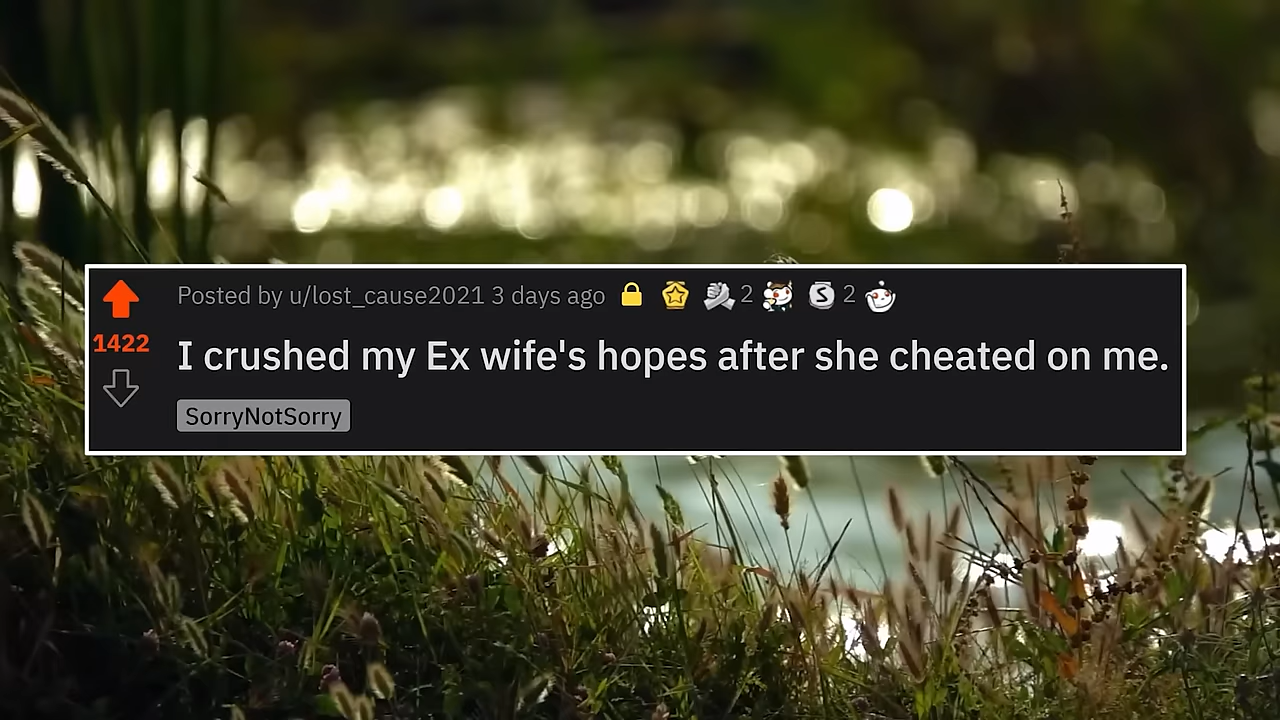 Posted by u/lost_cause2021 3 days ago 2 2
1422
I crushed my Ex wife's hopes after she cheated on me.
SorryNotSorry